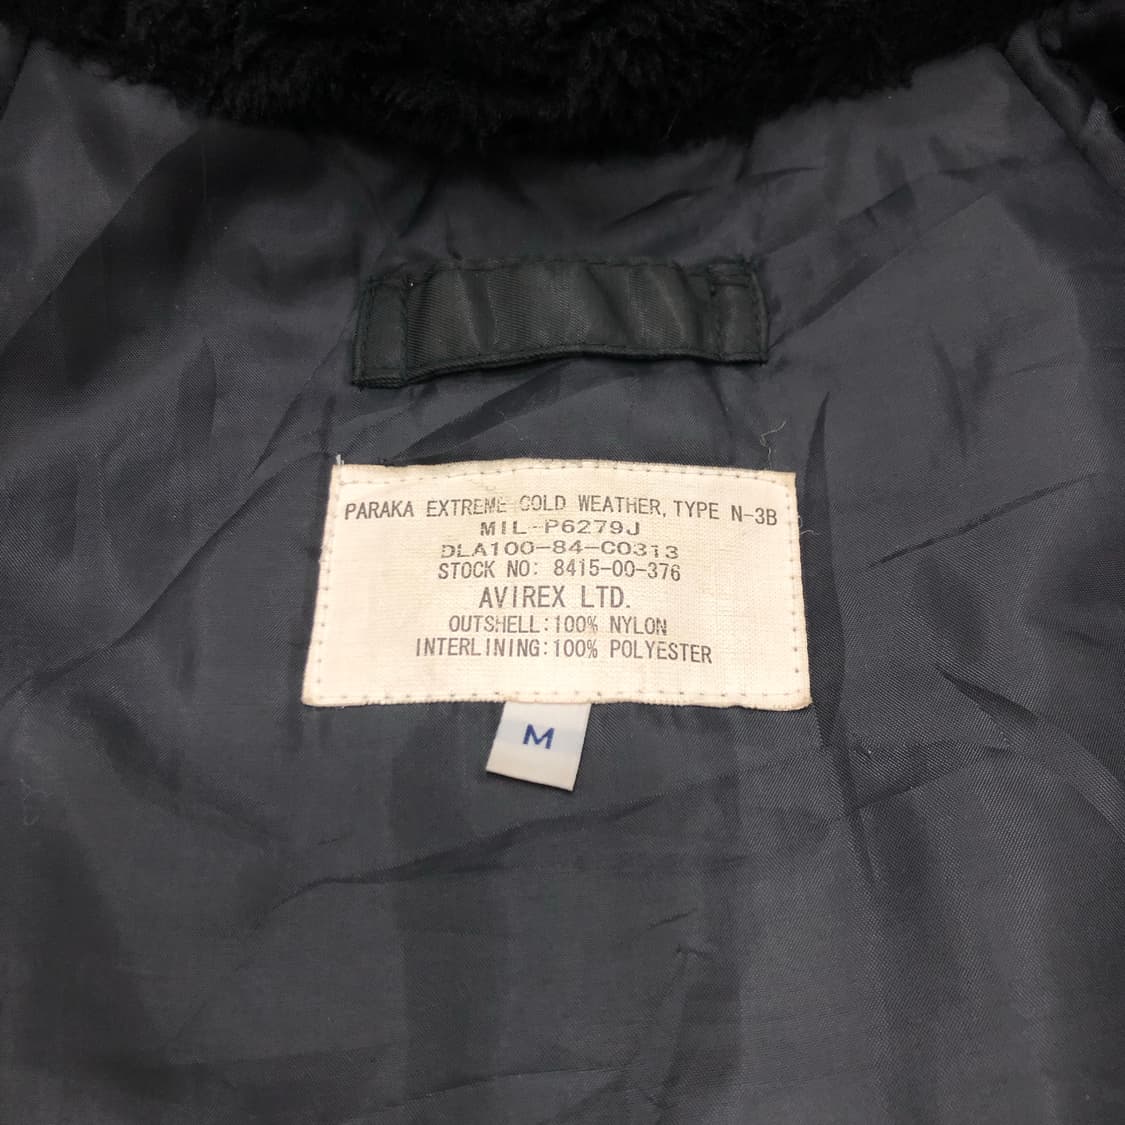 PARAKA EXTREME COLD WEATHER, TYPE N-3B
MIL-P6279J
DLA100-84-C0313
STOCK NO: 8415-00-376
AVIREX LTD.
OUTSHELL:100% NYLON
INTERLINING:100% POLYESTER
M